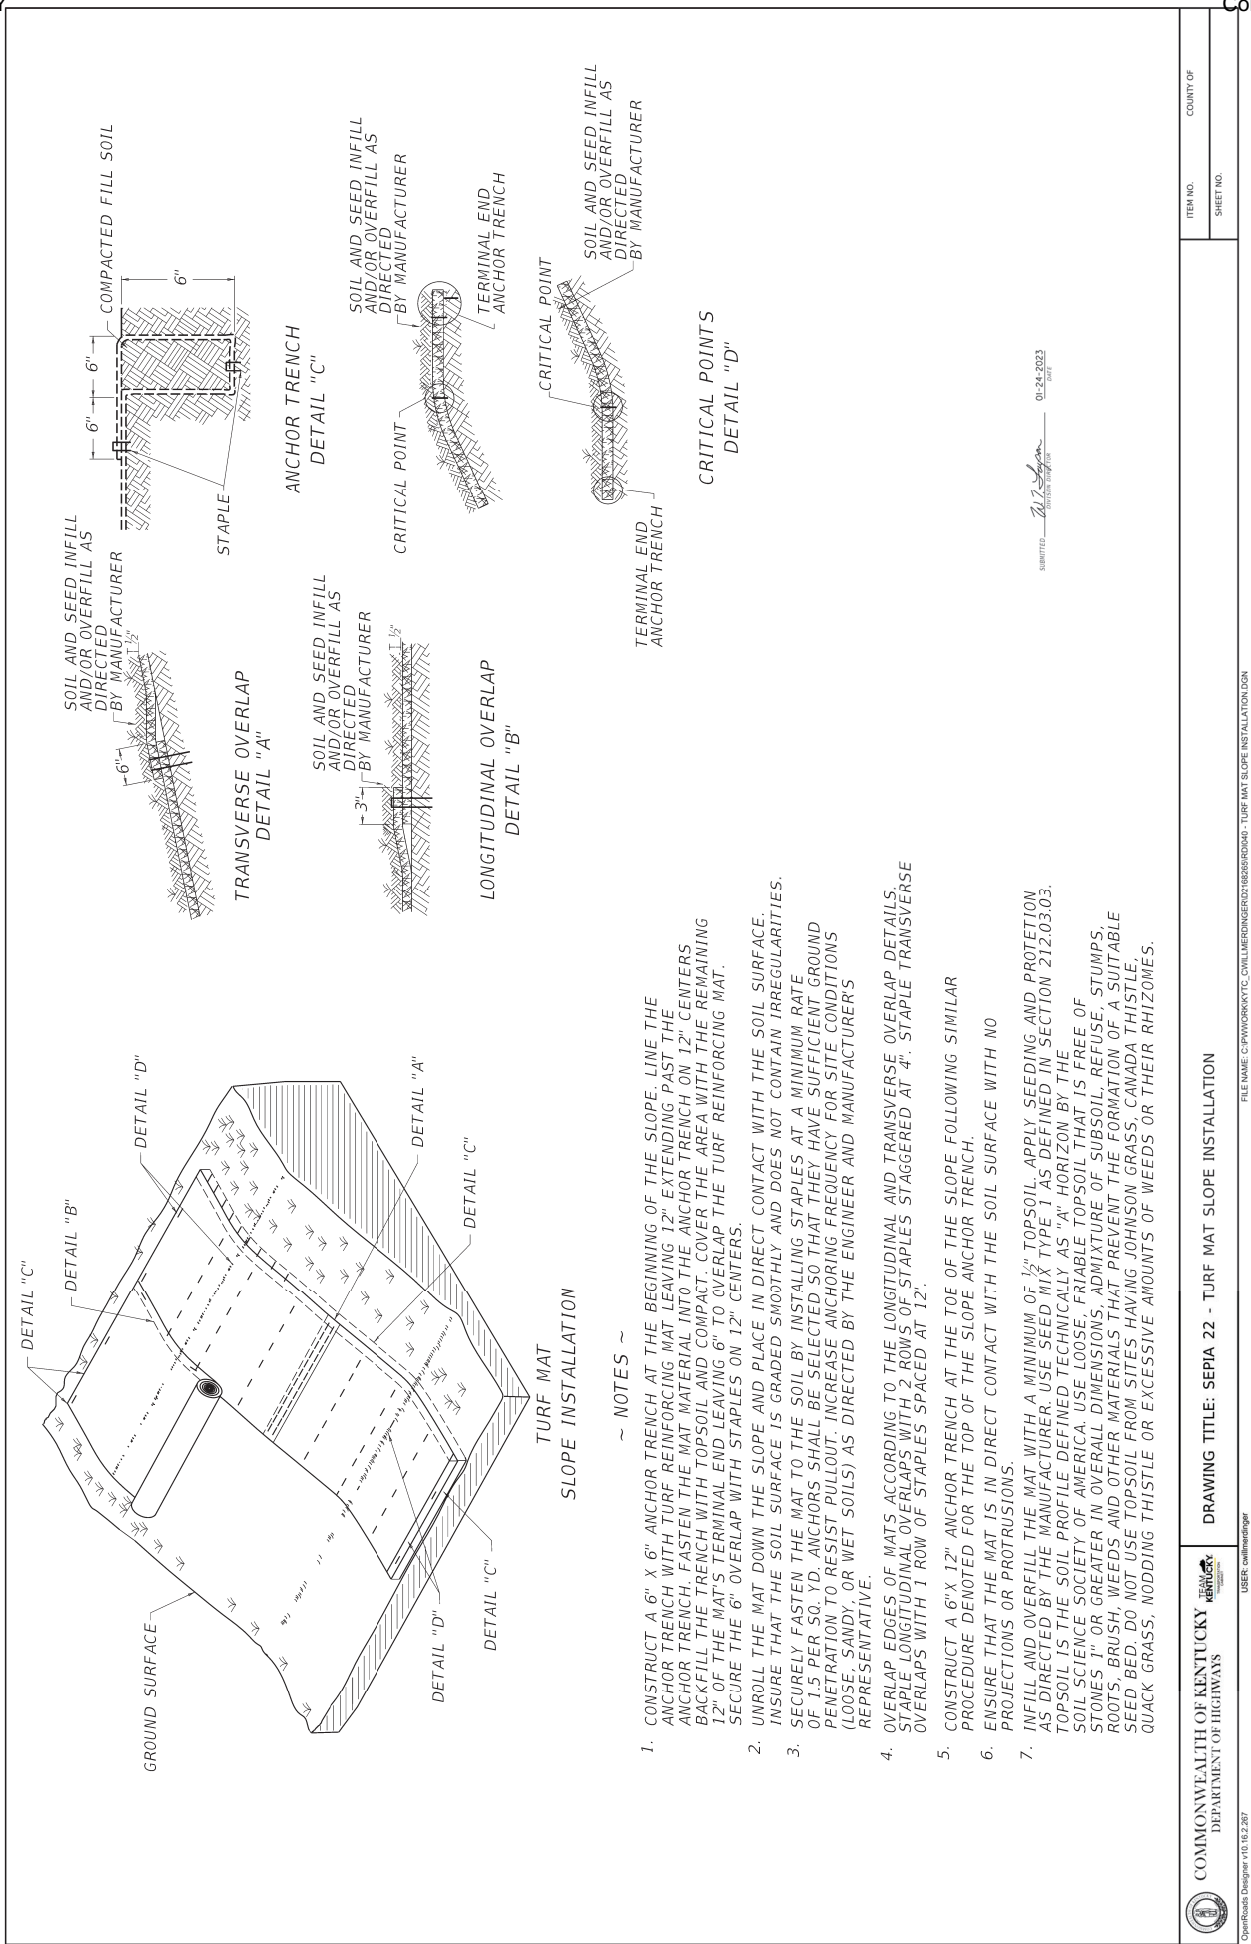 Co
DETAIL "C"
DETAIL "B"
DETAIL "D"
GROUND SURFACE
DETAIL "A"
DETAIL "C"
DETAIL "D"
DETAIL "C"
TURF MAT
SLOPE INSTALLATION
SOIL AND SEED INFILL
AND/OR OVERFILL AS
DIRECTED
BY MANUFACTURER
6"
1/2"
TRANSVERSE OVERLAP
DETAIL "A"
SOIL AND SEED INFILL
AND/OR OVERFILL AS
DIRECTED
BY MANUFACTURER
3"
1/2"
LONGITUDINAL OVERLAP
DETAIL "B"
COMPACTED FILL SOIL
6"
6"
6"
STAPLE
ANCHOR TRENCH
DETAIL "C"
SOIL AND SEED INFILL
AND/OR OVERFILL AS
DIRECTED
BY MANUFACTURER
CRITICAL POINT
TERMINAL END
ANCHOR TRENCH
CRITICAL POINT
SOIL AND SEED INFILL
AND/OR OVERFILL AS
DIRECTED
BY MANUFACTURER
TERMINAL END
ANCHOR TRENCH
CRITICAL POINTS
DETAIL "D"
~ NOTES ~
1. CONSTRUCT A 6" X 6" ANCHOR TRENCH AT THE BEGINNING OF THE SLOPE. LINE THE
ANCHOR TRENCH WITH TURF REINFORCING MAT LEAVING 12" EXTENDING PAST THE
ANCHOR TRENCH. FASTEN THE MAT MATERIAL INTO THE ANCHOR TRENCH ON 12" CENTERS
BACKFILL THE TRENCH WITH TOPSOIL AND COMPACT. COVER THE AREA WITH THE REMAINING
12" OF THE MAT'S TERMINAL END LEAVING 6" TO OVERLAP THE TURF REINFORCING MAT.
SECURE THE 6" OVERLAP WITH STAPLES ON 12" CENTERS.
2. UNROLL THE MAT DOWN THE SLOPE AND PLACE IN DIRECT CONTACT WITH THE SOIL SURFACE.
INSURE THAT THE SOIL SURFACE IS GRADED SMOOTHLY AND DOES NOT CONTAIN IRREGULARITIES.
3. SECURELY FASTEN THE MAT TO THE SOIL BY INSTALLING STAPLES AT A MINIMUM RATE
OF 1.5 PER SQ. YD. ANCHORS SHALL BE SELECTED SO THAT THEY HAVE SUFFICIENT GROUND
PENETRATION TO RESIST PULLOUT. INCREASE ANCHORING FREQUENCY FOR SITE CONDITIONS
(LOOSE, SANDY, OR WET SOILS) AS DIRECTED BY THE ENGINEER AND MANUFACTURER'S
REPRESENTATIVE.
4. OVERLAP EDGES OF MATS ACCORDING TO THE LONGITUDINAL AND TRANSVERSE OVERLAP DETAILS.
STAPLE LONGITUDINAL OVERLAPS WITH 2 ROWS OF STAPLES STAGGERED AT 4". STAPLE TRANSVERSE
OVERLAPS WITH 1 ROW OF STAPLES SPACED AT 12".
5. CONSTRUCT A 6"X 12" ANCHOR TRENCH AT THE TOE OF THE SLOPE FOLLOWING SIMILAR
PROCEDURE DENOTED FOR THE TOP OF THE SLOPE ANCHOR TRENCH.
6. ENSURE THAT THE MAT IS IN DIRECT CONTACT WITH THE SOIL SURFACE WITH NO
PROJECTIONS OR PROTRUSIONS.
7. INFILL AND OVERFILL THE MAT WITH A MINIMUM OF 1/2" TOPSOIL. APPLY SEEDING AND PROTETION
AS DIRECTED BY THE MANUFACTURER. USE SEED MIX TYPE 1 AS DEFINED IN SECTION 212.03.03.
TOPSOIL IS THE SOIL PROFILE DEFINED TECHNICALLY AS "A" HORIZON BY THE
SOIL SCIENCE SOCIETY OF AMERICA. USE LOOSE, FRIABLE TOPSOIL THAT IS FREE OF
STONES 1" OR GREATER IN OVERALL DIMENSIONS, ADMIXTURE OF SUBSOIL, REFUSE, STUMPS,
ROOTS, BRUSH, WEEDS AND OTHER MATERIALS THAT PREVENT THE FORMATION OF A SUITABLE
SEED BED. DO NOT USE TOPSOIL FROM SITES HAVING JOHNSON GRASS, CANADA THISTLE,
QUACK GRASS, NODDING THISTLE OR EXCESSIVE AMOUNTS OF WEEDS OR THEIR RHIZOMES.
SUBMITTED
DIVISION DIRECTOR
01-24-2023
DATE
COMMONWEALTH OF KENTUCKY
DEPARTMENT OF HIGHWAYS
TEAM
KENTUCKY
DRAWING TITLE: SEPIA 22 - TURF MAT SLOPE INSTALLATION
ITEM NO.
COUNTY OF
SHEET NO.
OpenRoads Designer v10.16.2.267
USER: cwillmerdinger
FILE NAME: C:\PWWORK\KYTC_CWILLMERDINGER\D2168265\RDI040 - TURF MAT SLOPE INSTALLATION.DGN